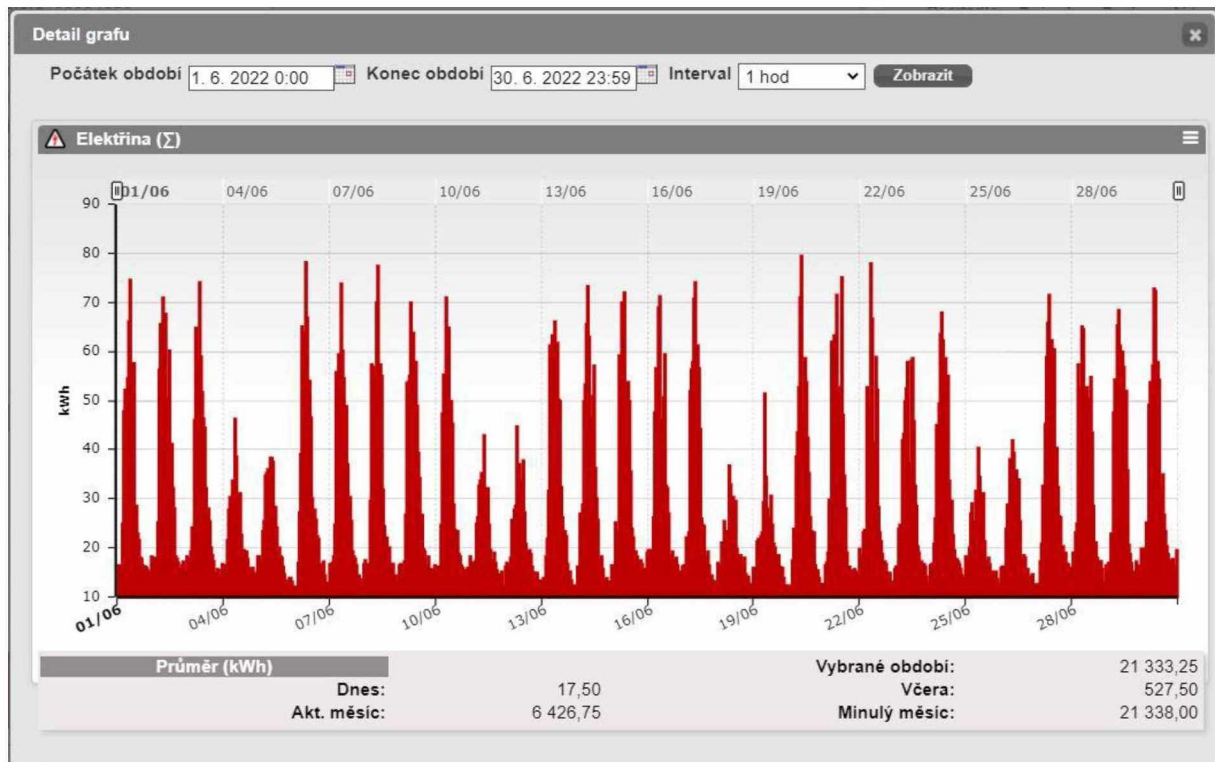 Detail grafu
Počátek období 1. 6. 2022 0:00 Konec období 30. 6. 2022 23:59 Interval 1 hod Zobrazit
Elektřina (∑)
01/06 04/06 07/06 10/06 13/06 16/06 19/06 22/06 25/06 28/06
90
80
70
60
50
40
30
20
10
kWh
01/06 04/06 07/06 10/06 13/06 16/06 19/06 22/06 25/06 28/06
Průměr (kWh) Vybrané období: 21 333,25
Dnes: 17,50 Včera: 527,50
Akt. měsíc: 6 426,75 Minulý měsíc: 21 338,00